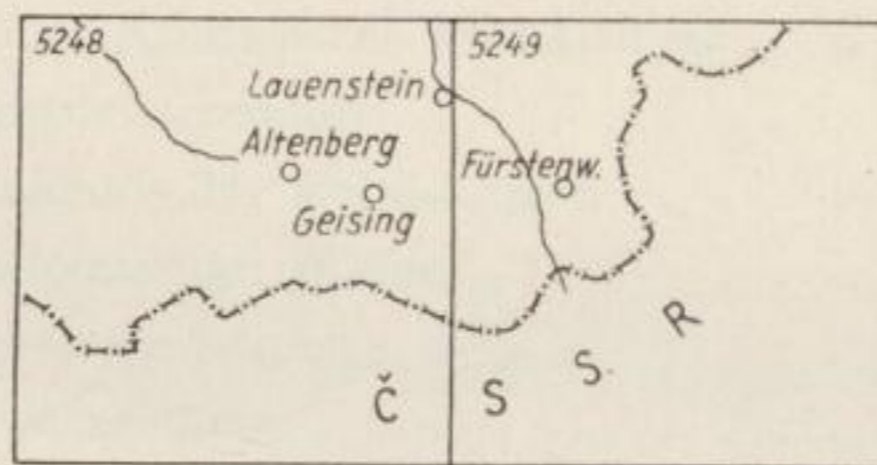 5248
5249
Lauenstein
Altenberg
Fürstenw.
Geising
Č S S. R